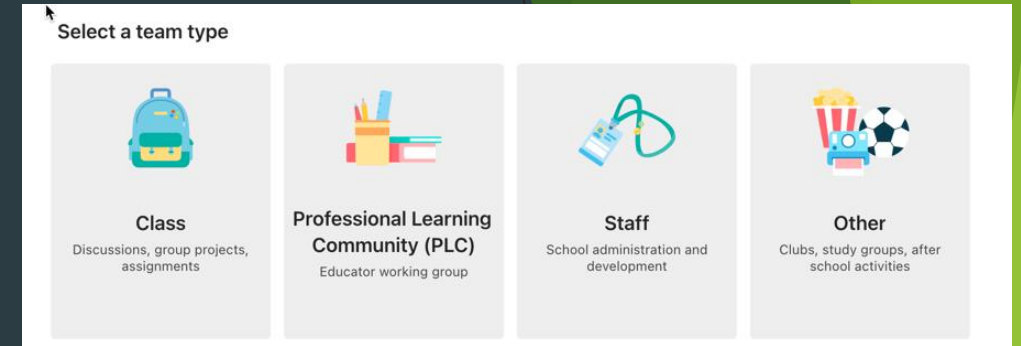 Select a team type
Class
Discussions, group projects,
assignments
Professional Learning
Community (PLC)
Educator working group
Staff
School administration and
development
Other
Clubs, study groups, after
school activities